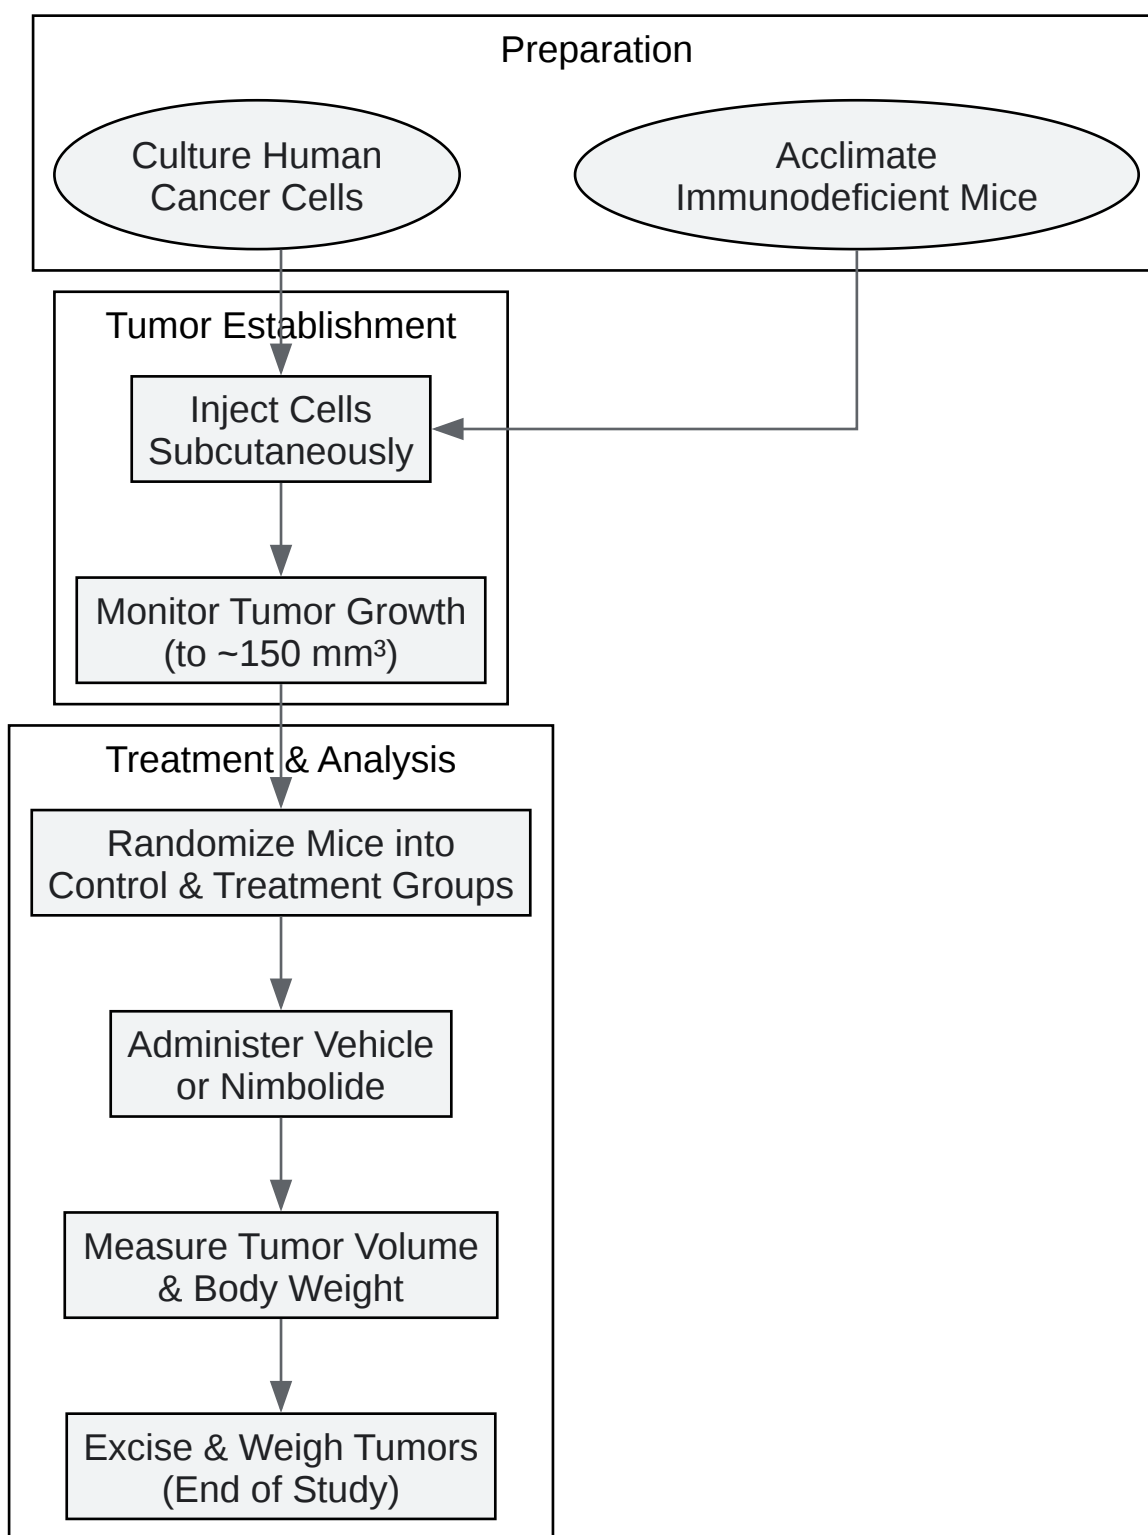 Preparation
Culture Human
Cancer Cells
Acclimate
Immunodeficient Mice
Tumor Establishment
Inject Cells
Subcutaneously
Monitor Tumor Growth
(to ~150 mm³)
Treatment & Analysis
Randomize Mice into
Control & Treatment Groups
Administer Vehicle
or Nimbolide
Measure Tumor Volume
& Body Weight
Excise & Weigh Tumors
(End of Study)